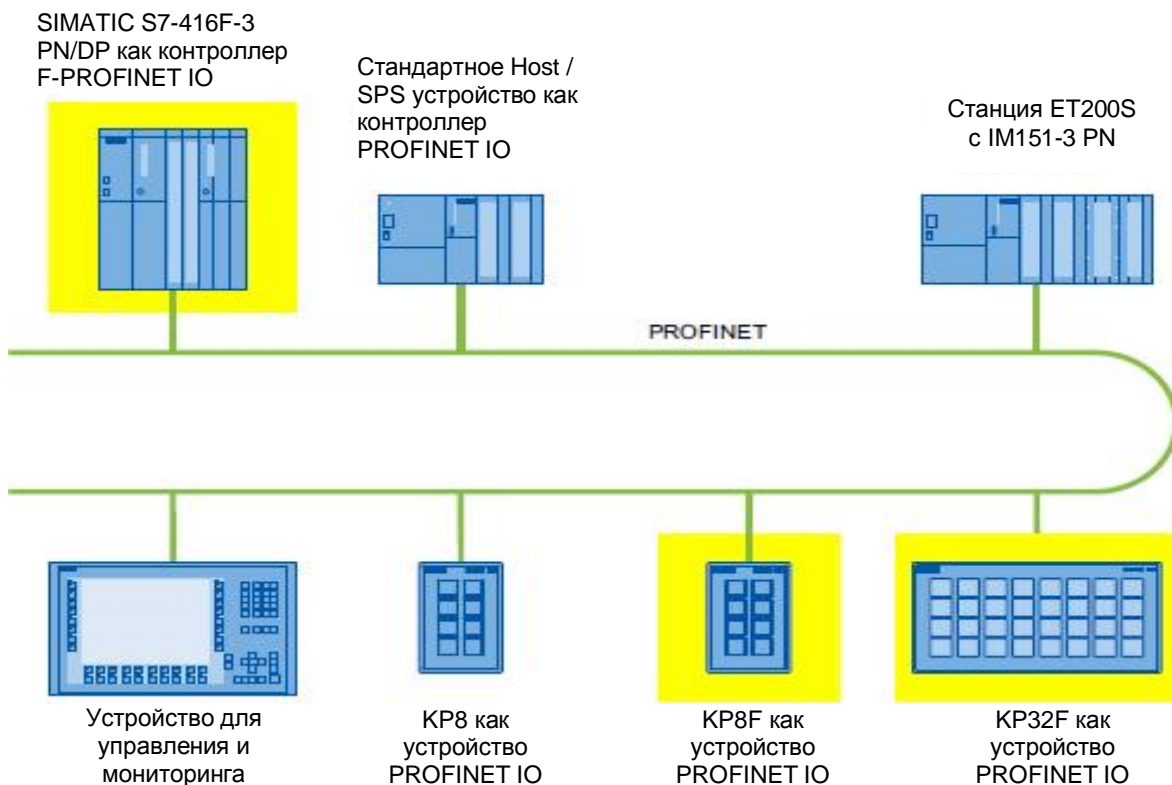 SIMATIC S7-416F-3
PN/DP как контроллер
F-PROFINET IO
Стандартное Host /
SPS устройство как
контроллер
PROFINET IO
Станция ET200S
с IM151-3 PN
PROFINET
Устройство для
управления и
мониторинга
KP8 как
устройство
PROFINET IO
KP8F как
устройство
PROFINET IO
KP32F как
устройство
PROFINET IO